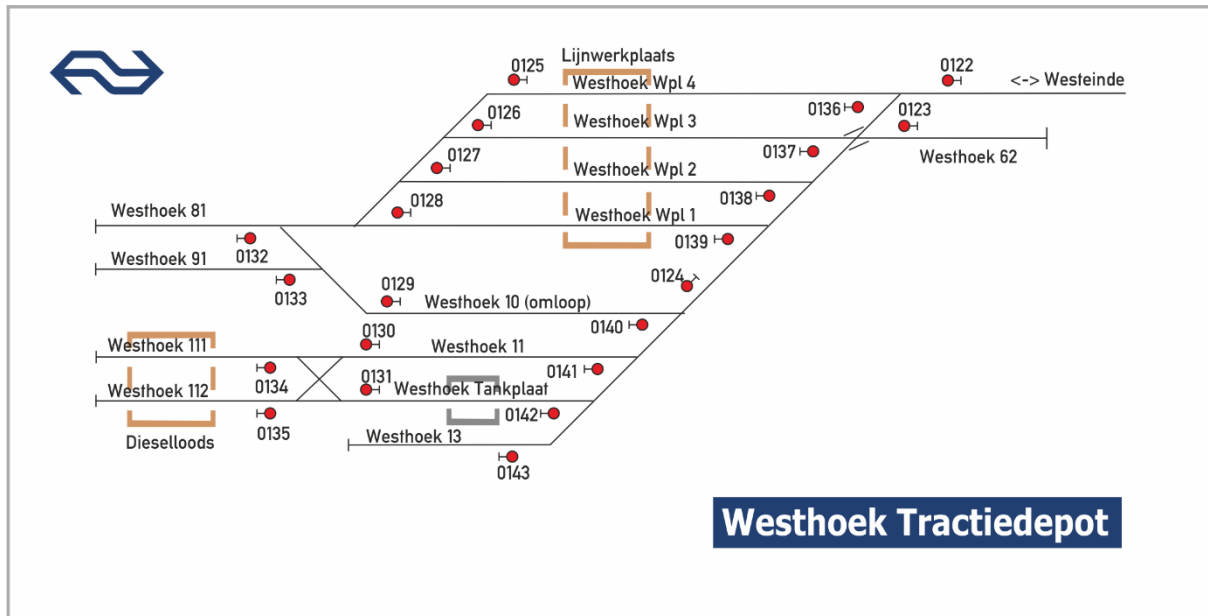 Lijnwerkplaats
0125
0122
Westhoek Wpl 4
<-> Westeinde
0126
Westhoek Wpl 3
0136
0123
0127
Westhoek Wpl 2
0137
Westhoek 62
0128
0138
Westhoek 81
Westhoek Wpl 1
0132
0139
Westhoek 91
0124
0133
0129
Westhoek 10 (omloop)
0130
0140
Westhoek 111
Westhoek 11
0134
0131
0141
Westhoek 112
Westhoek Tankplaat
0135
0142
Dieselloods
Westhoek 13
0143
Westhoek Tractiedepot